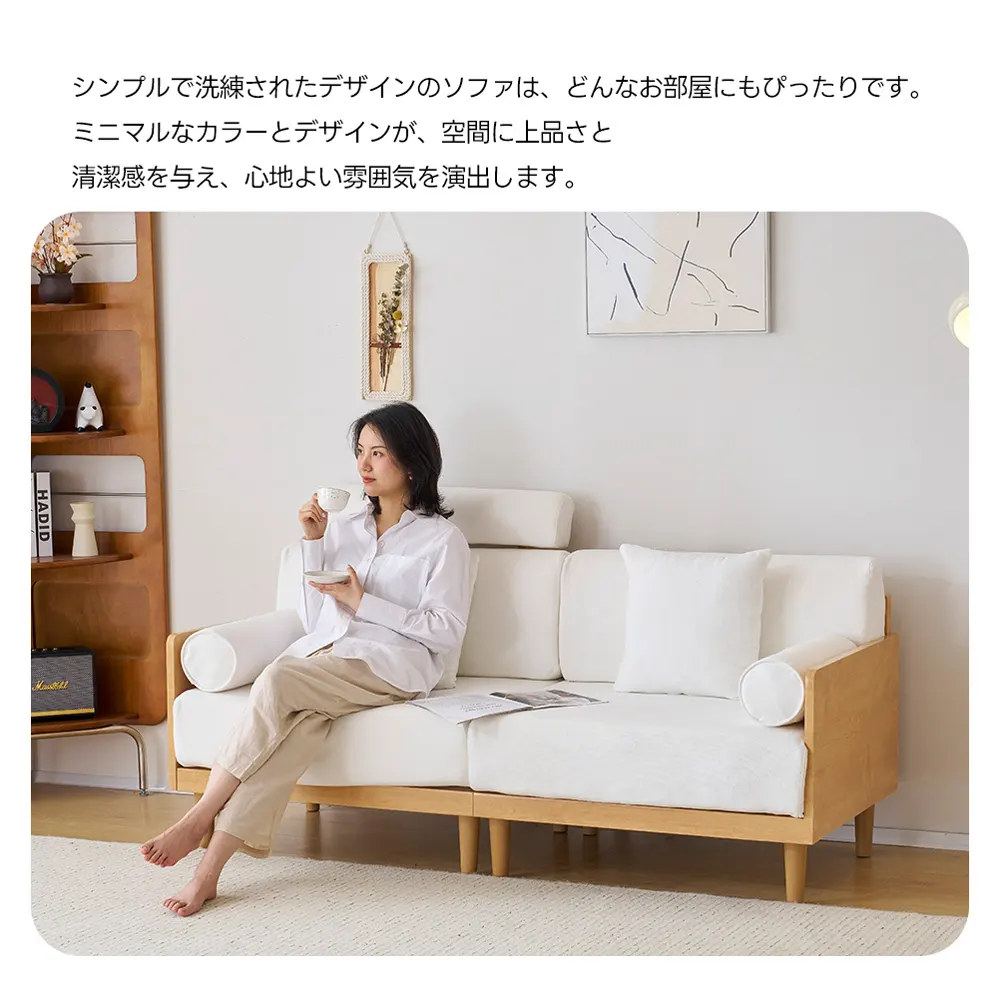 シンプルで洗練されたデザインのソファは、どんなお部屋にもぴったりです。
ミニマルなカラーとデザインが、空間に上品さと
清潔感を与え、心地よい雰囲気を演出します。
HADID
Marshall